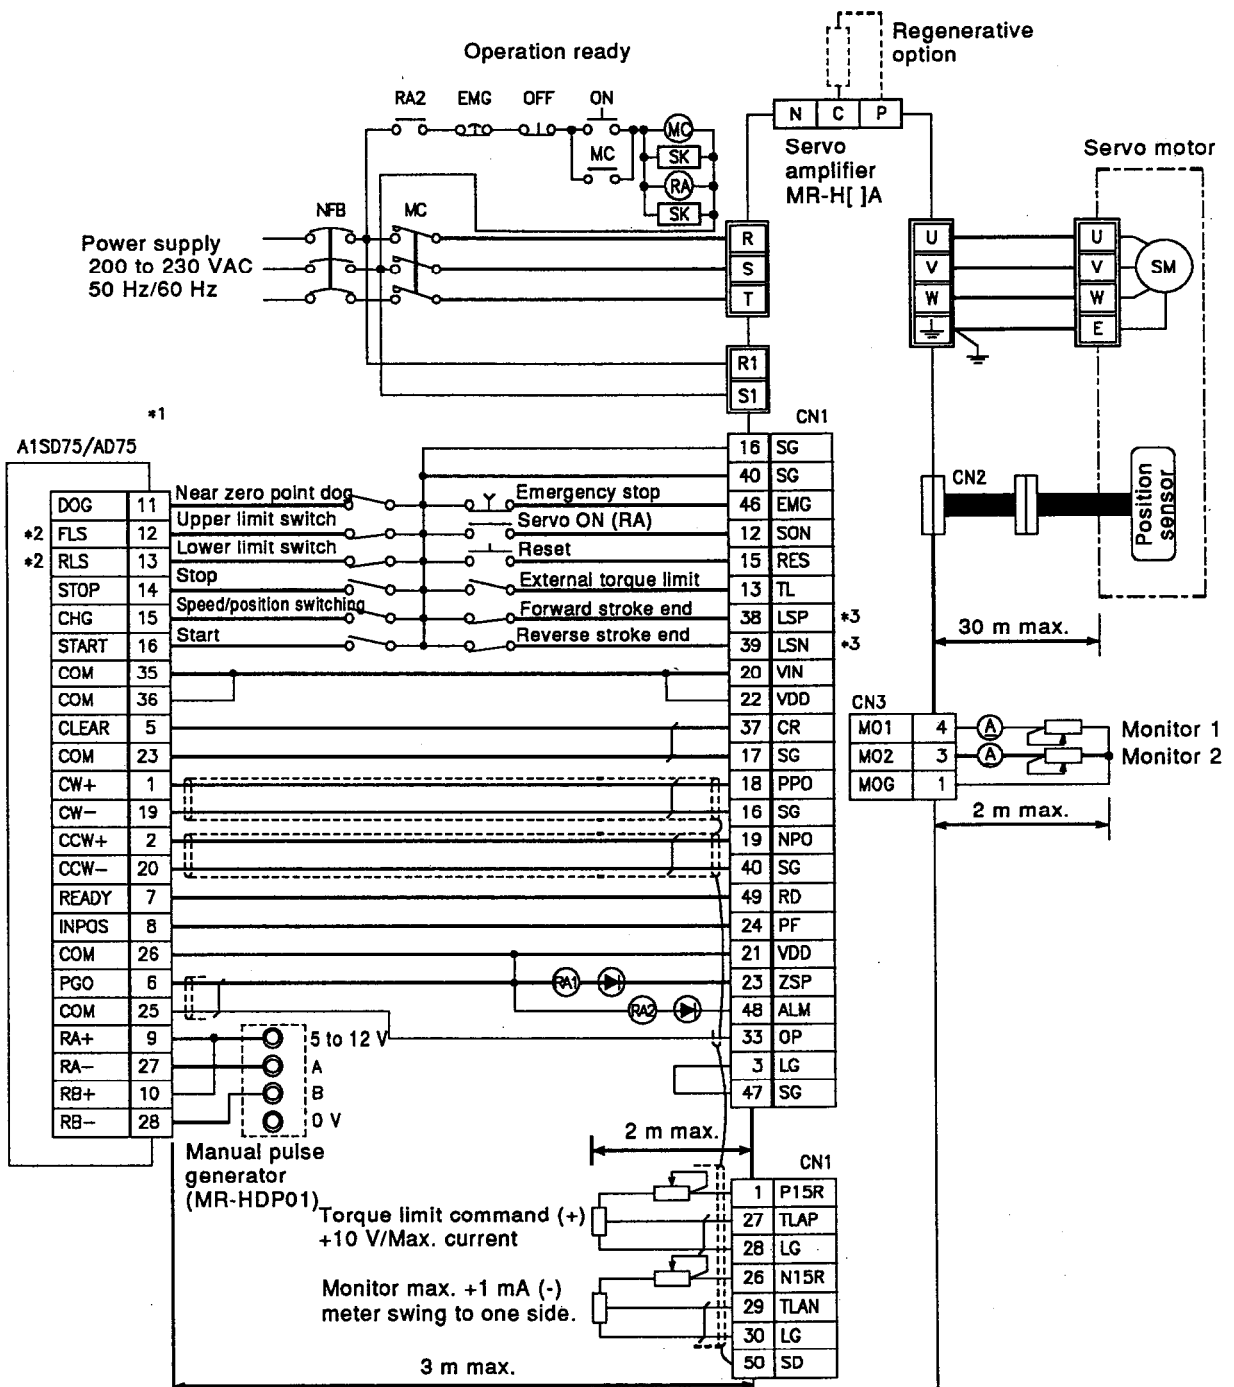 Operation ready
Regenerative
option
RA2 EMG OFF ON
MC
MC
SK
RA
SK
N C P
Servo
amplifier
MR-H[ ]A
Servo motor
NFB MC
Power supply
200 to 230 VAC
50 Hz/60 Hz
R
S
T
R1
S1
U
V
W
U
V
W
E
SM
*1
A1SD75/AD75
CN1
16 SG
40 SG
DOG 11 Near zero point dog Emergency stop 46 EMG
*2 FLS 12 Upper limit switch Servo ON (RA) 12 SON
*2 RLS 13 Lower limit switch Reset 15 RES
STOP 14 Stop External torque limit 13 TL
CHG 15 Speed/position switching Forward stroke end 38 LSP *3
START 16 Start Reverse stroke end 39 LSN *3
COM 35 20 VIN
COM 36 22 VDD
CLEAR 5 37 CR
COM 23 17 SG
CW+ 1 18 PPO
CW- 19 16 SG
CCW+ 2 19 NPO
CCW- 20 40 SG
READY 7 49 RD
INPOS 8 24 PF
COM 26 21 VDD
PGO 6 RA1 23 ZSP
COM 25 RA2 48 ALM
RA+ 9 5 to 12 V 33 OP
RA- 27 A 3 LG
RB+ 10 B 47 SG
RB- 28 0 V
CN2
Position
sensor
30 m max.
CN3
MO1 4 A Monitor 1
MO2 3 A Monitor 2
MOG 1
2 m max.
Manual pulse
generator
(MR-HDP01)
2 m max.
CN1
1 P15R
Torque limit command (+) 27 TLAP
+10 V/Max. current 28 LG
26 N15R
Monitor max. +1 mA (-)
meter swing to one side. 29 TLAN
30 LG
50 SD
3 m max.